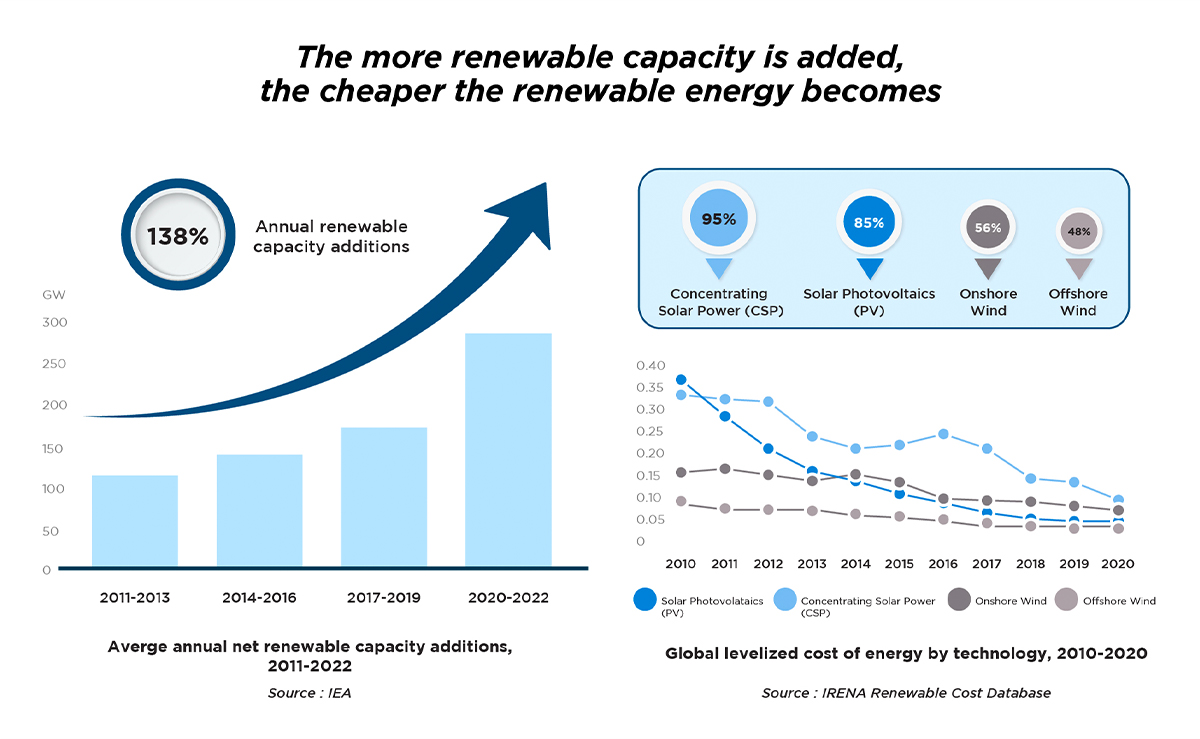 The more renewable capacity is added,
the cheaper the renewable energy becomes
138%
Annual renewable
capacity additions
GW
300
250
200
150
100
50
0
2011-2013
2014-2016
2017-2019
2020-2022
Averge annual net renewable capacity additions,
2011-2022
Source : IEA
95%
85%
56%
48%
Concentrating
Solar Power (CSP)
Solar Photovoltaics
(PV)
Onshore
Wind
Offshore
Wind
0.40
0.35
0.30
0.25
0.20
0.15
0.10
0.05
0
2010
2011
2012
2013
2014
2015
2016
2017
2018
2019
2020
Solar Photovolataics
(PV)
Concentrating Solar Power
(CSP)
Onshore Wind
Offshore Wind
Global levelized cost of energy by technology, 2010-2020
Source : IRENA Renewable Cost Database